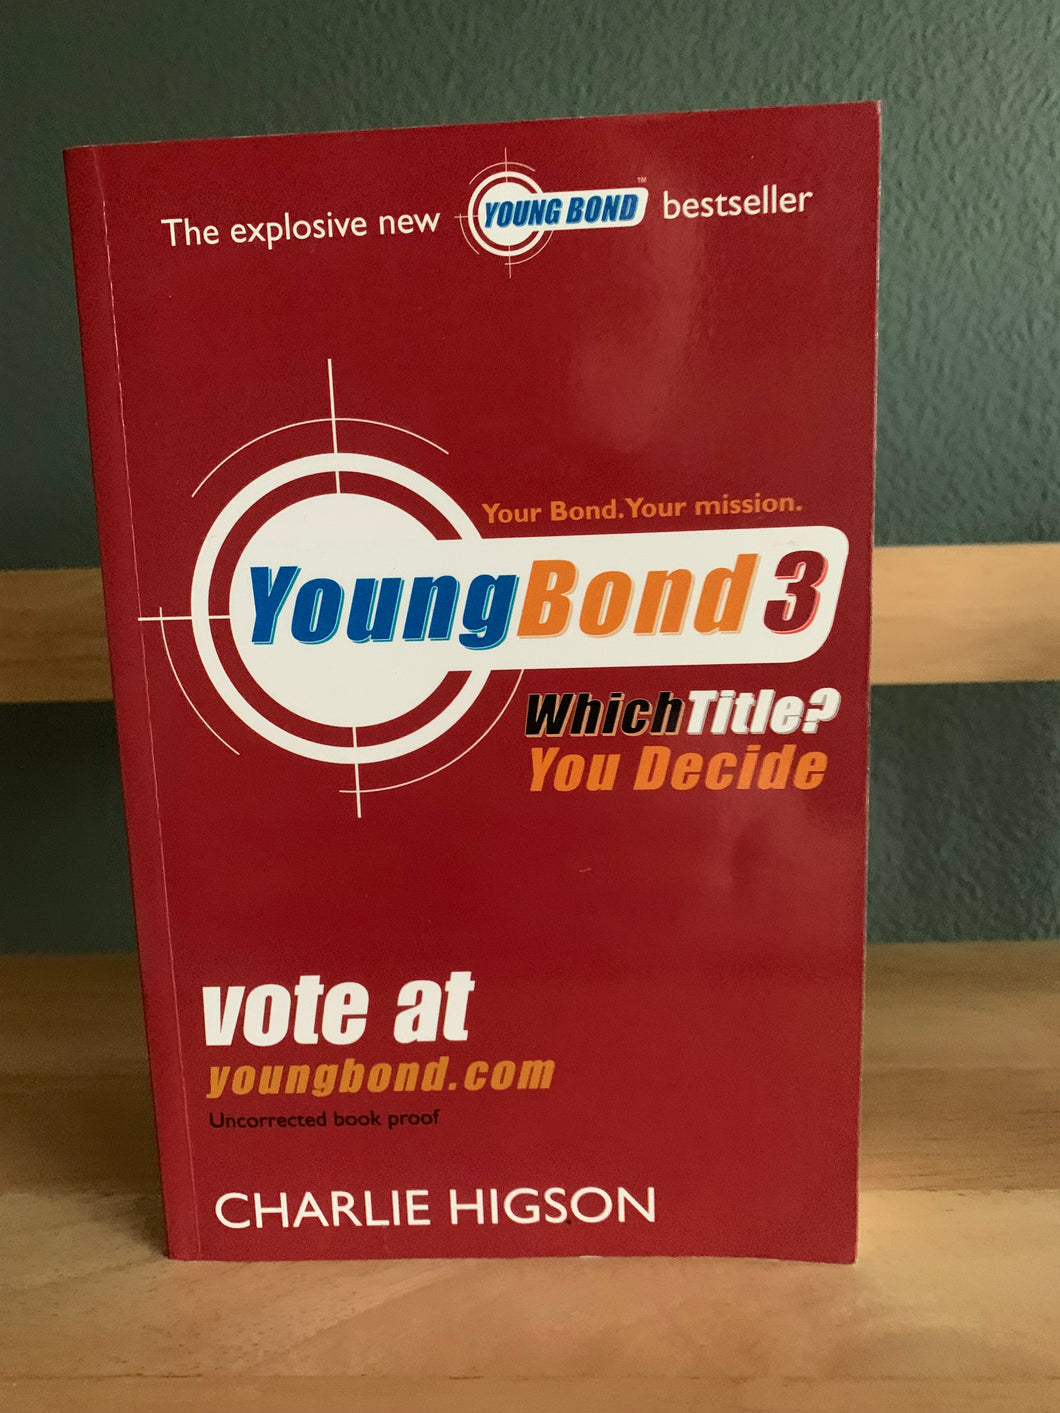 The explosive new YOUNG BOND™ bestseller
Your Bond. Your mission.
YoungBond 3
WhichTitle?
You Decide
vote at
youngbond.com
Uncorrected book proof
CHARLIE HIGSON